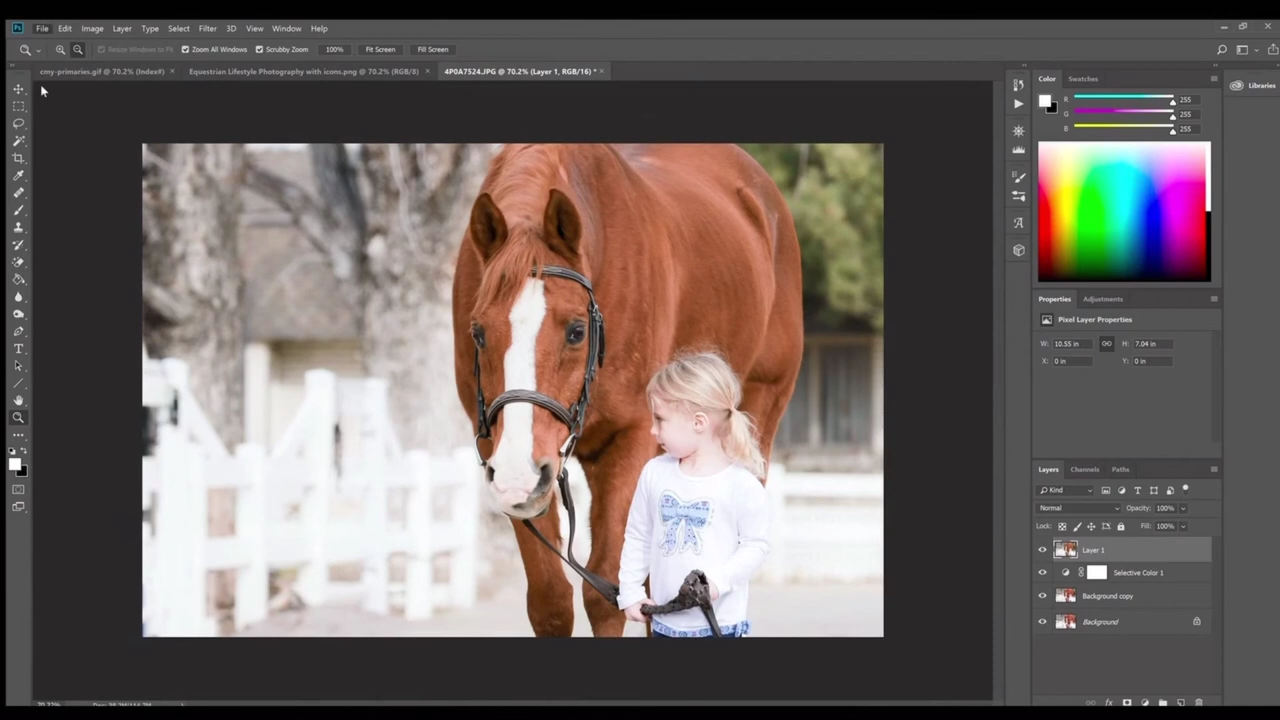 Ps File Edit Image Layer Type Select Filter 3D View Window Help
Resize Windows to Fit Zoom All Windows Scrubby Zoom 100% Fit Screen Fill Screen
cmy-primaries.gif @ 70.2% (Index#) × Equestrian Lifestyle Photography with icons.png @ 70.2% (RGB/8) × 4P0A7524.JPG @ 70.2% (Layer 1, RGB/16) * ×
Color Swatches
Libraries
R 255
G 255
B 255
Properties Adjustments
Pixel Layer Properties
W: 10.55 in H: 7.04 in
X: 0 in Y: 0 in
Layers Channels Paths
Kind
Normal Opacity: 100%
Lock: Fill: 100%
Layer 1
Selective Color 1
Background copy
Background